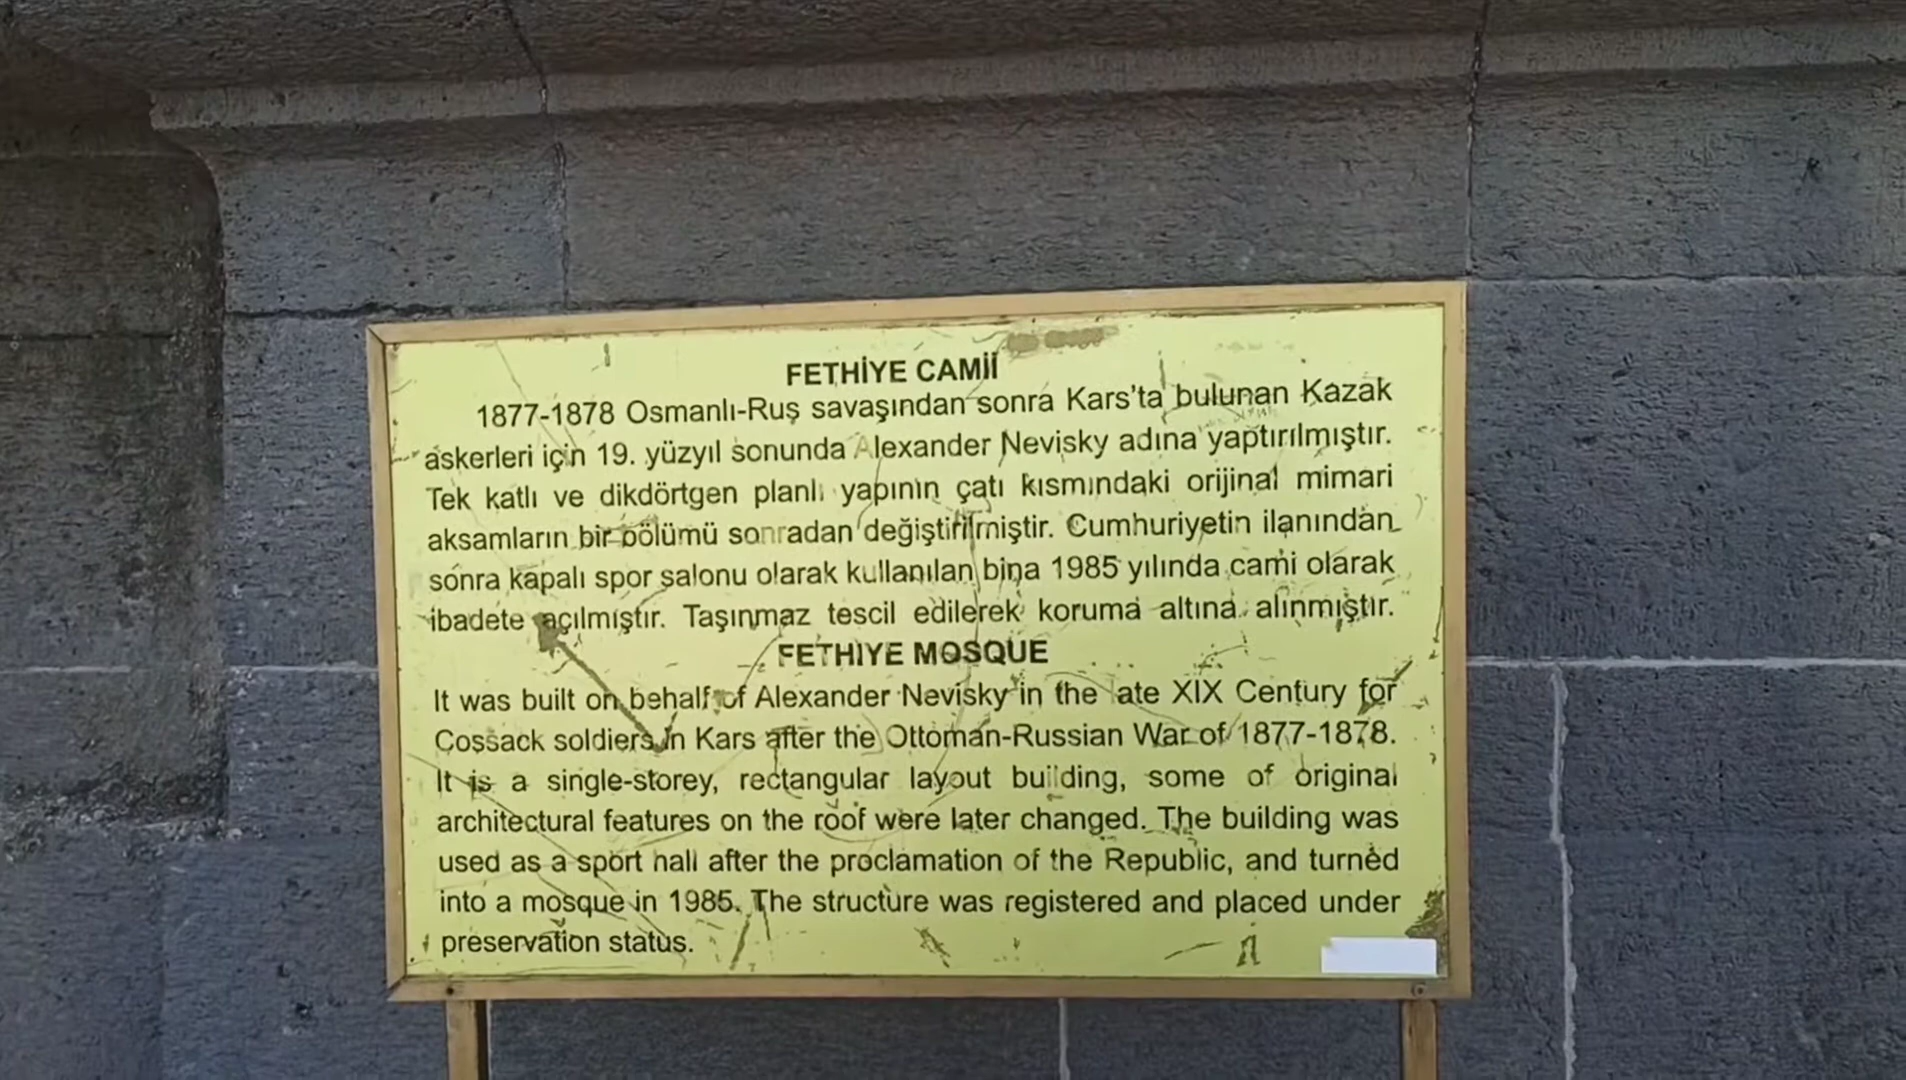 FETHİYE CAMİİ
1877-1878 Osmanlı-Ruş savaşından sonra Kars'ta bulunan Kazak
askerleri için 19. yüzyıl sonunda Alexander Nevisky adına yaptırılmıştır.
Tek katlı ve dikdörtgen planlı yapının çatı kısmındaki orijinal mimari
aksamların bir bölümü sonradan değiştirilmiştir. Cumhuriyetin ilanından
sonra kapalı spor salonu olarak kullanılan bina 1985 yılında cami olarak
ibadete açılmıştır. Taşınmaz tescil edilerek koruma altına alınmıştır.
FETHIYE MOSQUE
It was built on behalf of Alexander Nevisky in the late XIX Century for
Cossack soldiers in Kars after the Ottoman-Russian War of 1877-1878.
It is a single-storey, rectangular layout building, some of original
architectural features on the roof were later changed. The building was
used as a sport hall after the proclamation of the Republic, and turned
into a mosque in 1985. The structure was registered and placed under
preservation status.